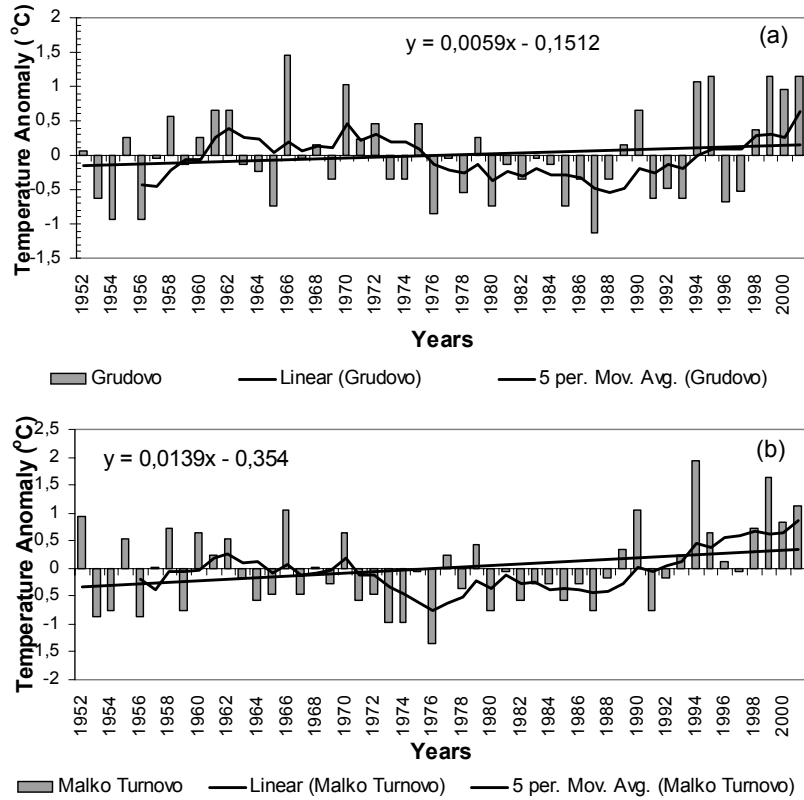 (a)
y = 0,0059x - 0,1512
Temperature Anomaly (°C)
2
1,5
1
0,5
0
-0,5
-1
-1,5
1952 1954 1956 1958 1960 1962 1964 1966 1968 1970 1972 1974 1976 1978 1980 1982 1984 1986 1988 1990 1992 1994 1996 1998 2000
Years
Grudovo Linear (Grudovo) 5 per. Mov. Avg. (Grudovo)
(b)
y = 0,0139x - 0,354
Temperature Anomaly (°C)
2,5
2
1,5
1
0,5
0
-0,5
-1
-1,5
-2
1952 1954 1956 1958 1960 1962 1964 1966 1968 1970 1972 1974 1976 1978 1980 1982 1984 1986 1988 1990 1992 1994 1996 1998 2000
Years
Malko Turnovo Linear (Malko Turnovo) 5 per. Mov. Avg. (Malko Turnovo)